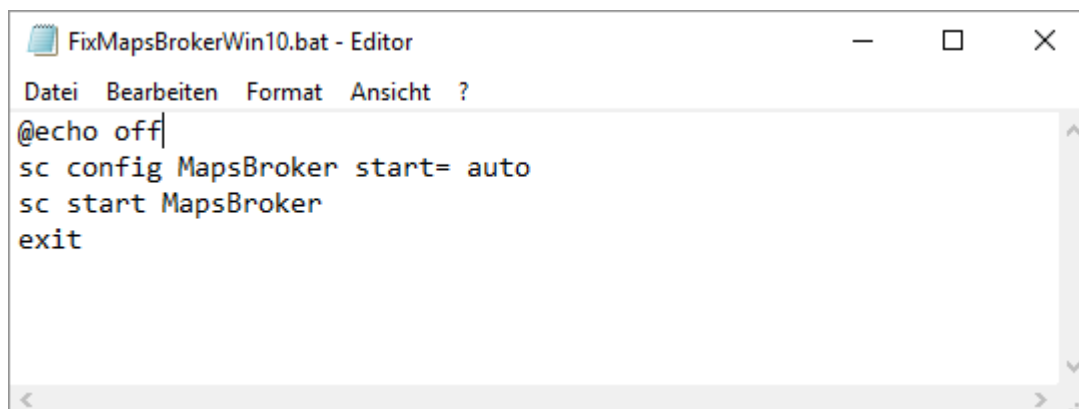 FixMapsBrokerWin10.bat - Editor
Datei Bearbeiten Format Ansicht ?
@echo off
sc config MapsBroker start= auto
sc start MapsBroker
exit